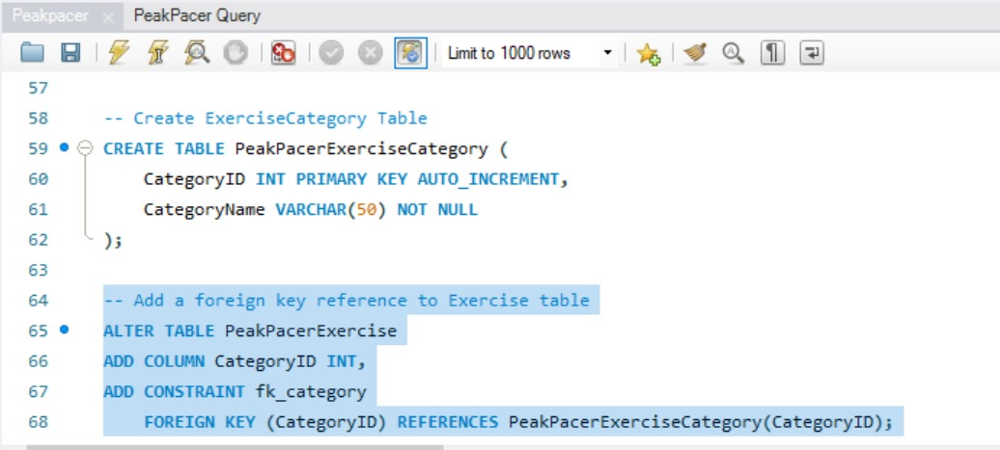 Peakpacer PeakPacer Query
Limit to 1000 rows
57
58 -- Create ExerciseCategory Table
59 CREATE TABLE PeakPacerExerciseCategory (
60 CategoryID INT PRIMARY KEY AUTO_INCREMENT,
61 CategoryName VARCHAR(50) NOT NULL
62 );
63
64 -- Add a foreign key reference to Exercise table
65 ALTER TABLE PeakPacerExercise
66 ADD COLUMN CategoryID INT,
67 ADD CONSTRAINT fk_category
68 FOREIGN KEY (CategoryID) REFERENCES PeakPacerExerciseCategory(CategoryID);